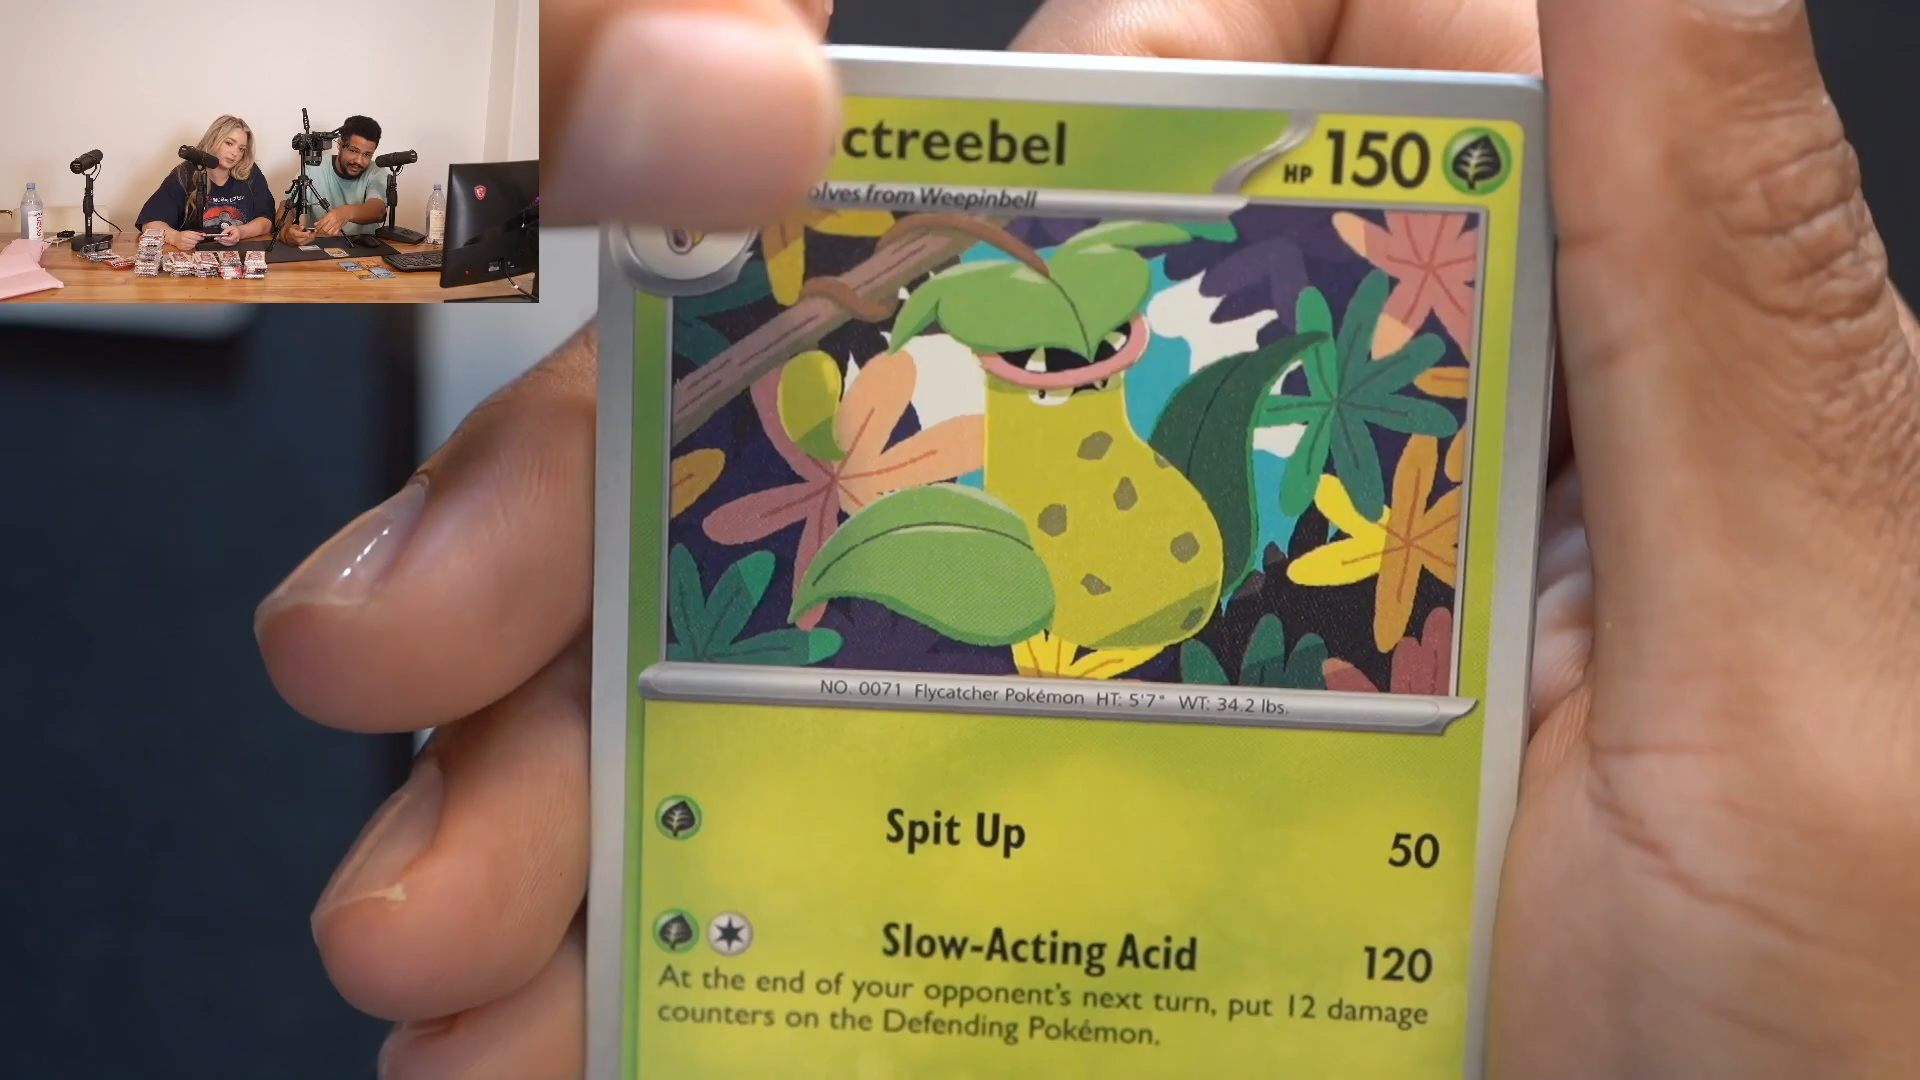 ctreebel
HP 150
olves from Weepinbell
NO. 0071 Flycatcher Pokémon HT: 5'7" WT: 34.2 lbs.
Spit Up 50
Slow-Acting Acid 120
At the end of your opponent's next turn, put 12 damage
counters on the Defending Pokémon.